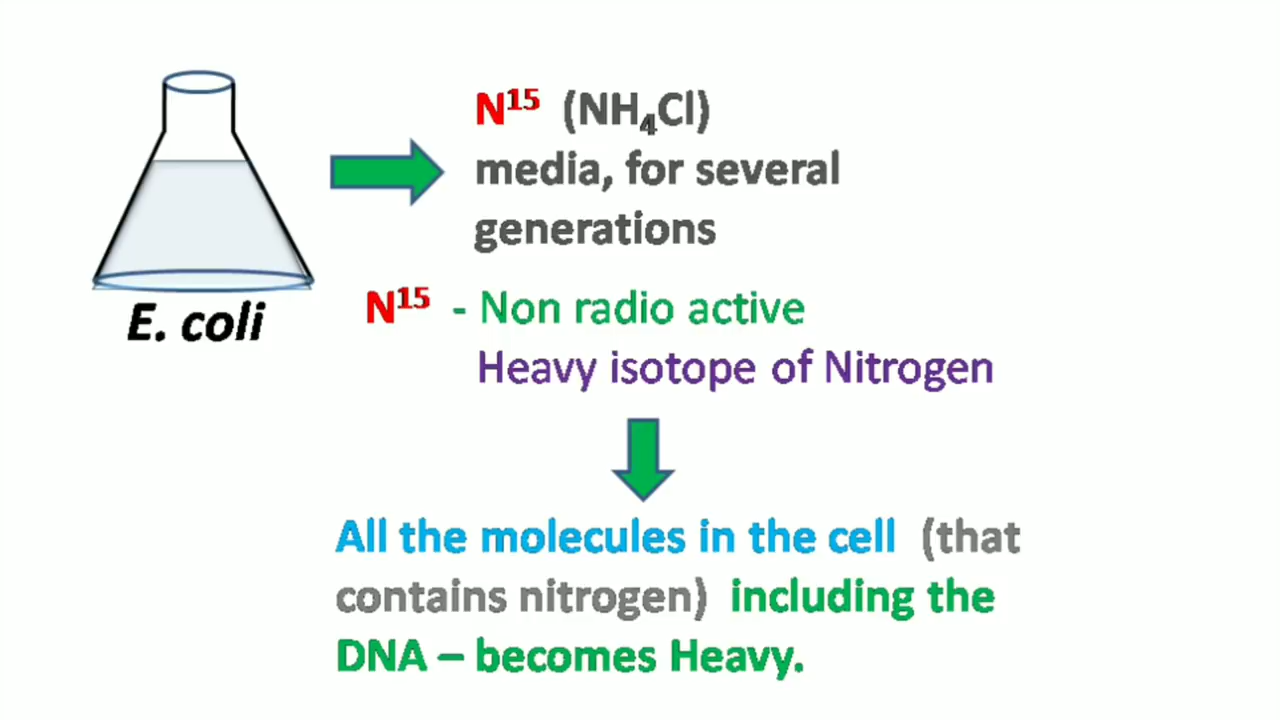 N¹⁵ (NH₄Cl)
media, for several
generations
E. coli
N¹⁵ - Non radio active
Heavy isotope of Nitrogen
All the molecules in the cell (that
contains nitrogen) including the
DNA – becomes Heavy.